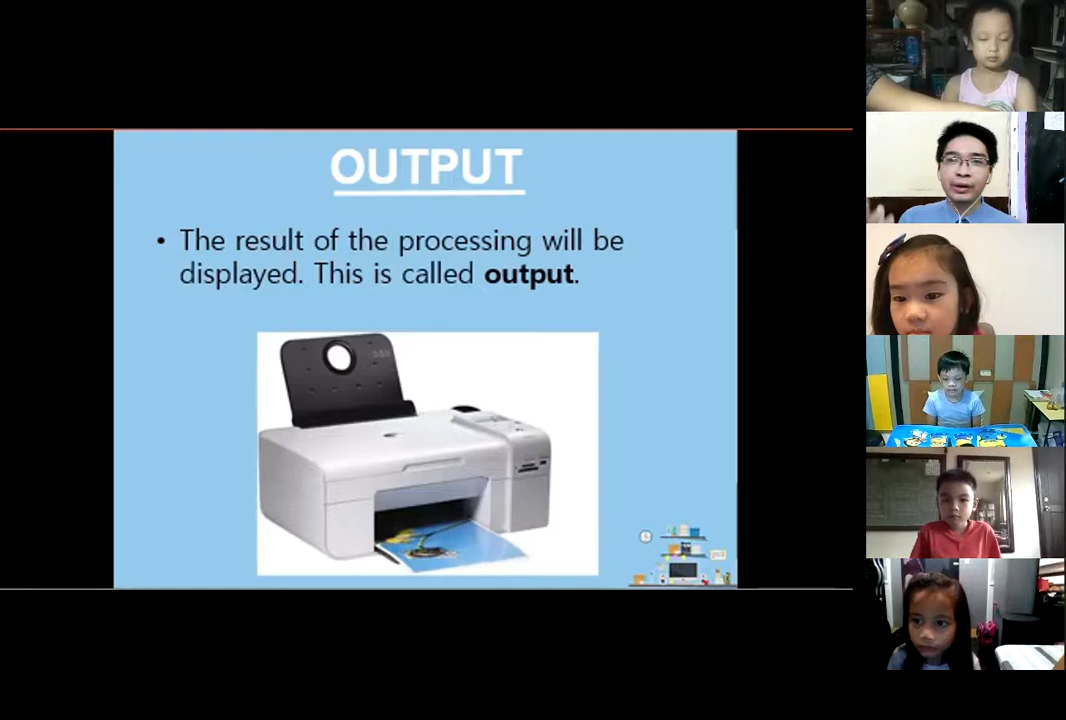 OUTPUT
• The result of the processing will be
displayed. This is called output.